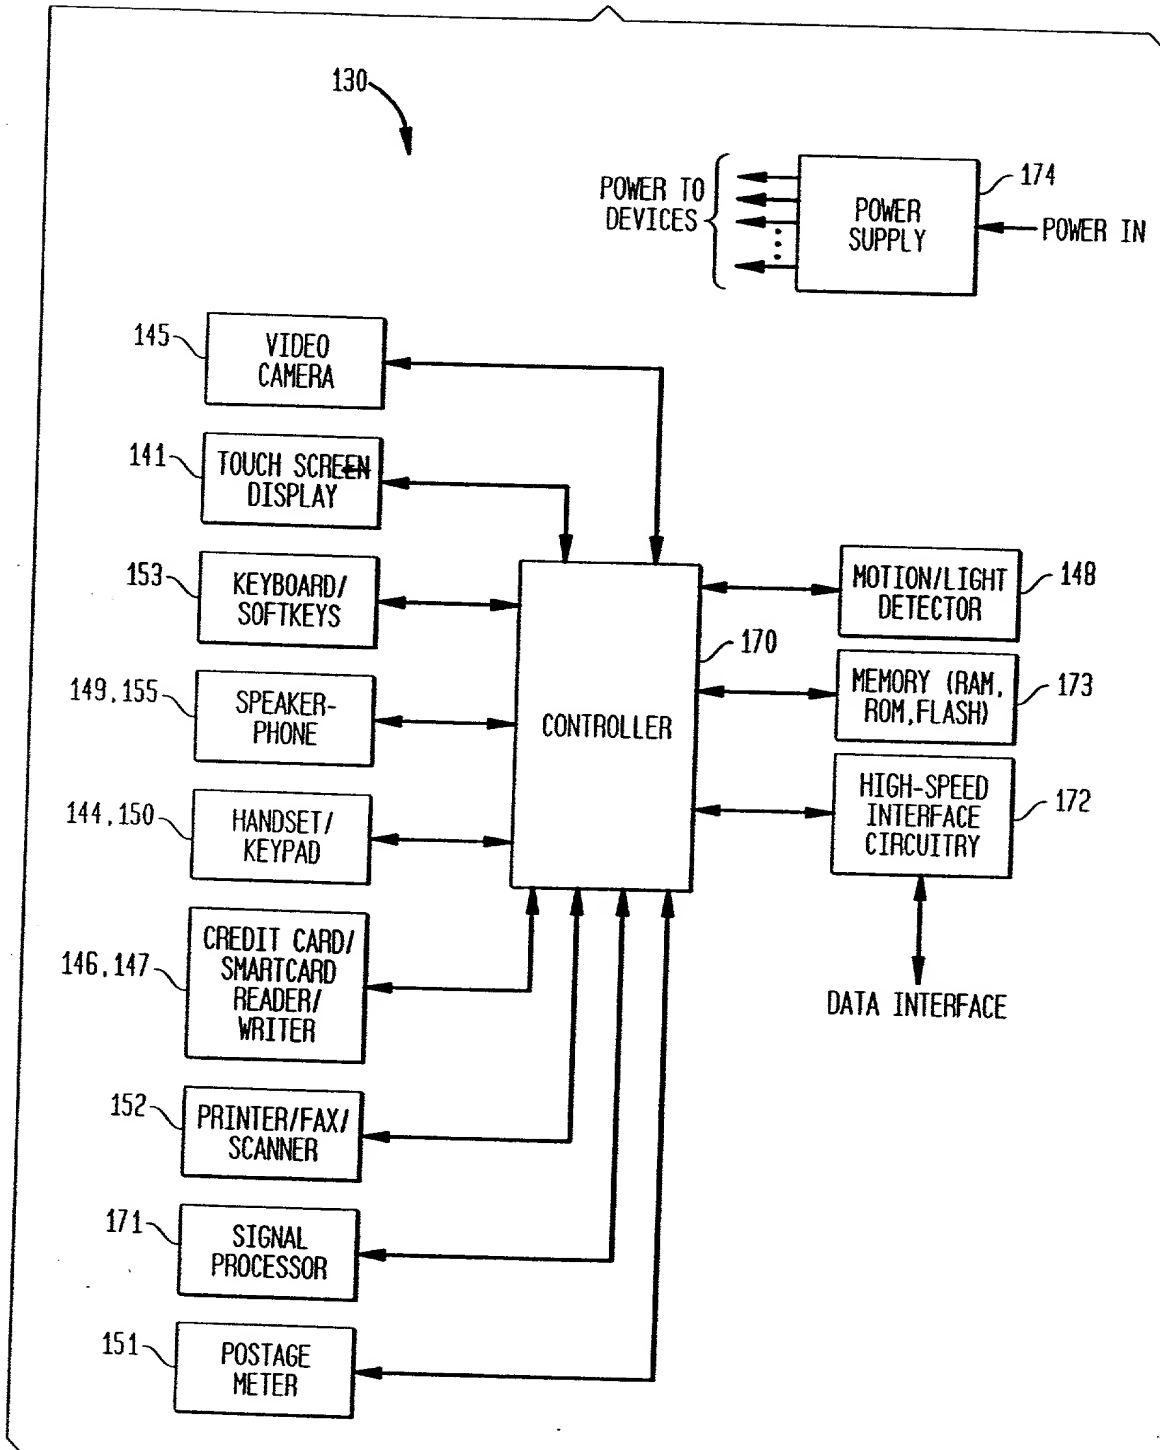 130
POWER TO
DEVICES
POWER
SUPPLY
174
POWER IN
145
VIDEO
CAMERA
141
TOUCH SCREEN
DISPLAY
153
KEYBOARD/
SOFTKEYS
149,155
SPEAKER-
PHONE
144,150
HANDSET/
KEYPAD
146,147
CREDIT CARD/
SMARTCARD
READER/
WRITER
152
PRINTER/FAX/
SCANNER
171
SIGNAL
PROCESSOR
151
POSTAGE
METER
CONTROLLER
170
MOTION/LIGHT
DETECTOR
148
MEMORY (RAM,
ROM,FLASH)
173
HIGH-SPEED
INTERFACE
CIRCUITRY
172
DATA INTERFACE